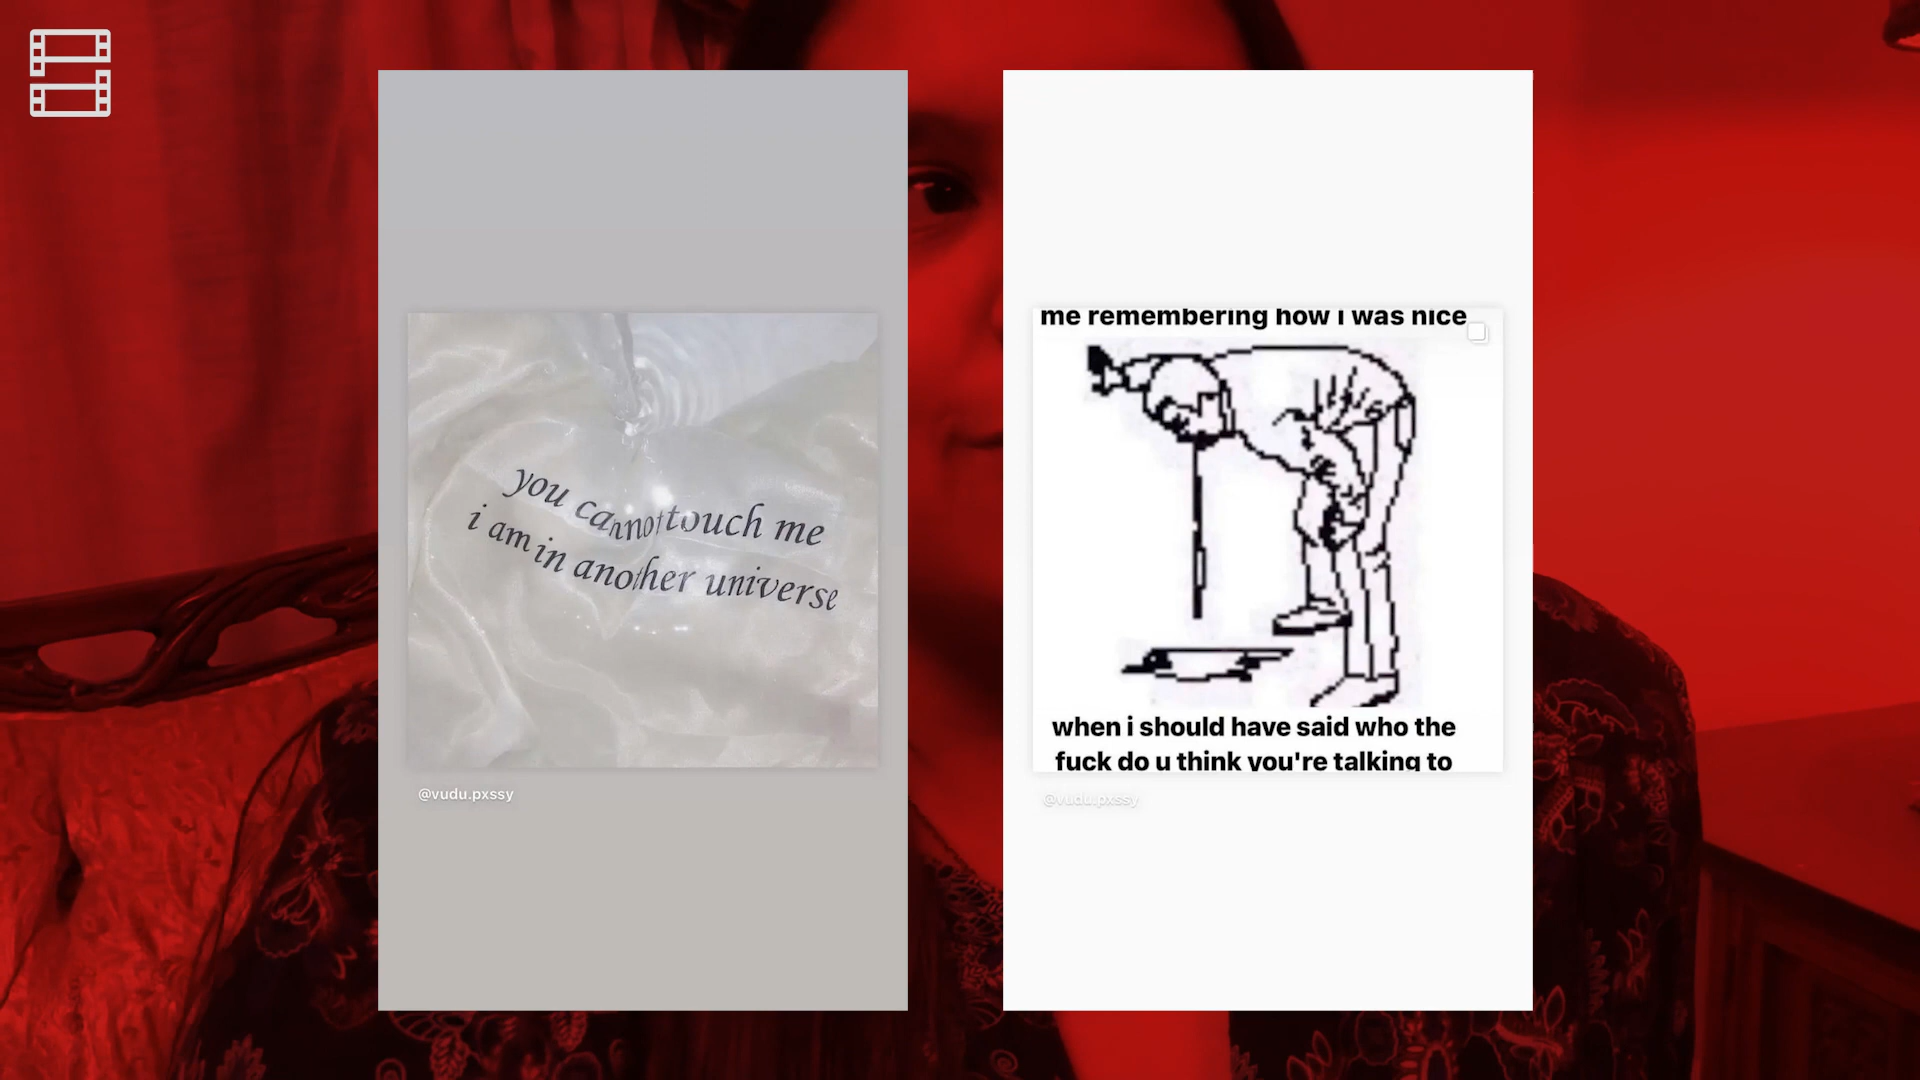 you cannot touch me
i am in another universe
@vudu.pxssy
me remembering how i was nice
when i should have said who the
fuck do u think you're talking to
@vudu.pxssy